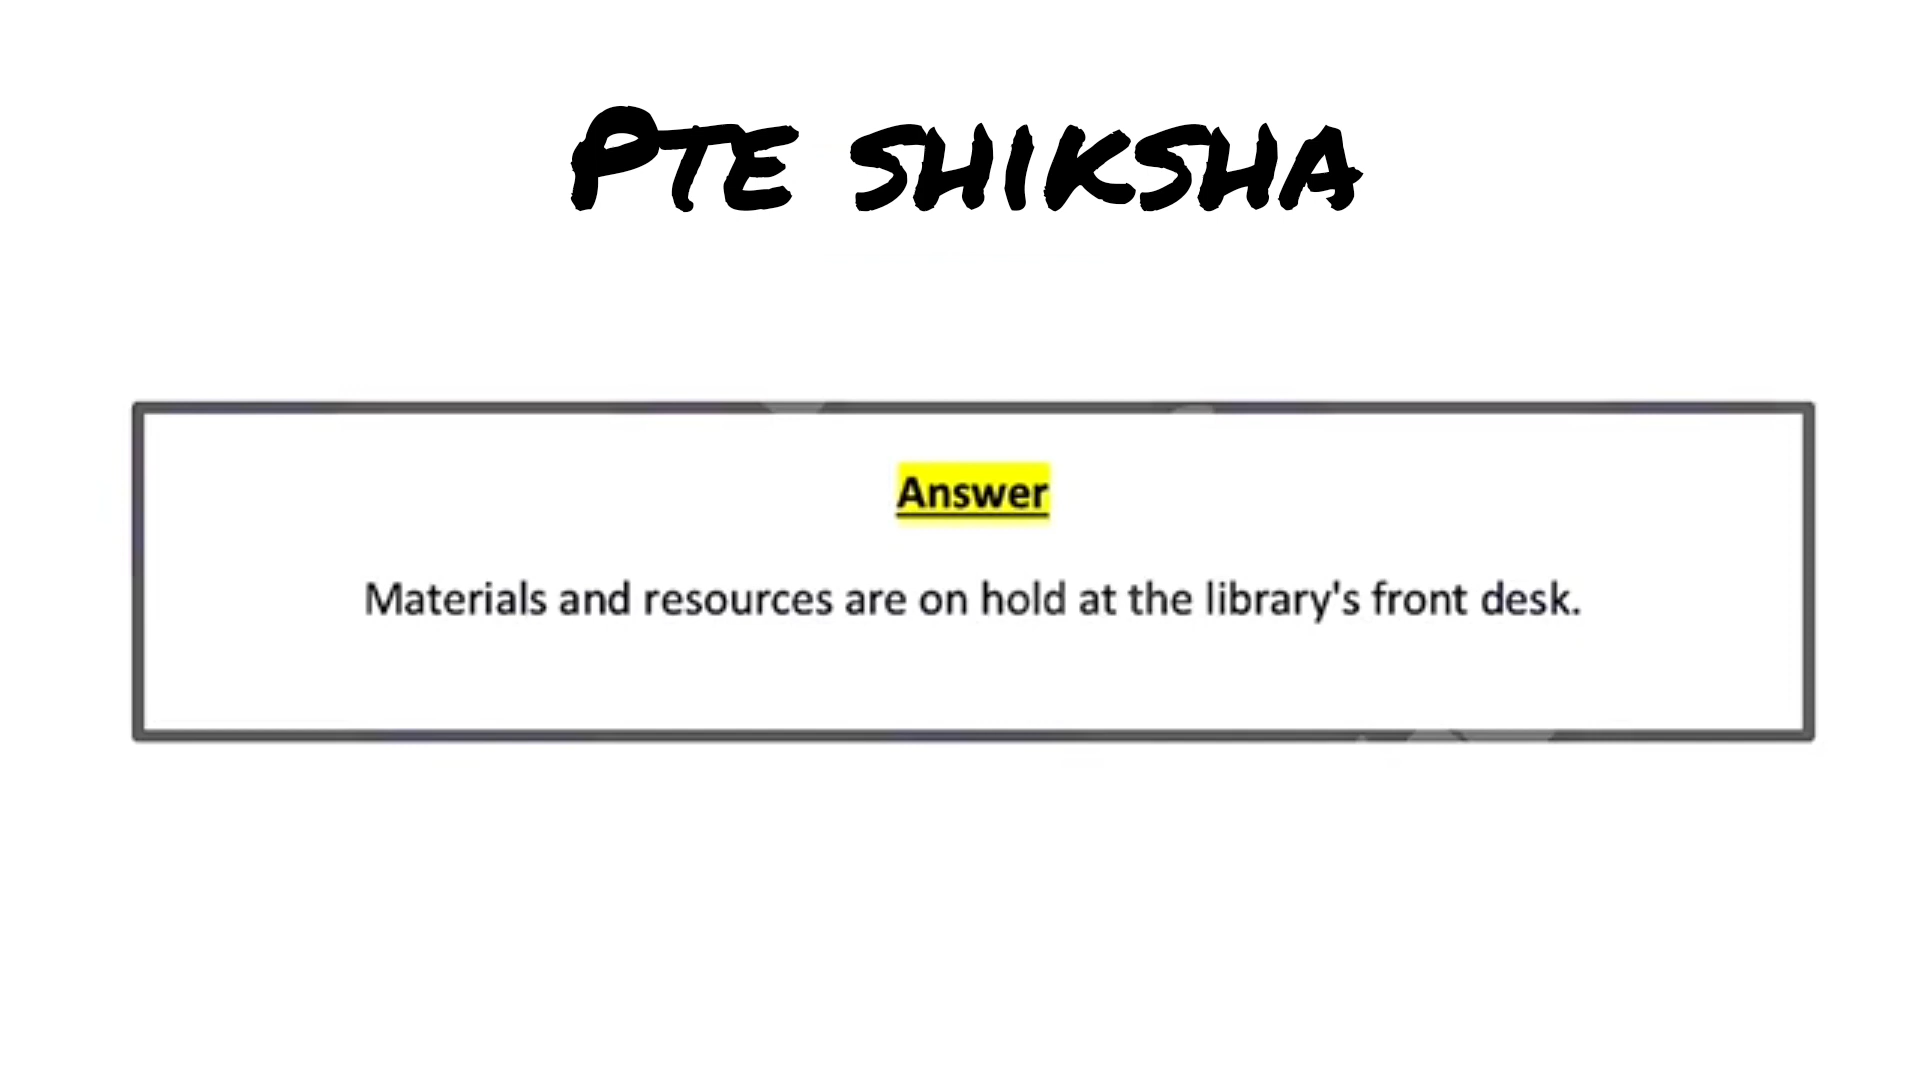 Pte shiksha
Answer
Materials and resources are on hold at the library's front desk.